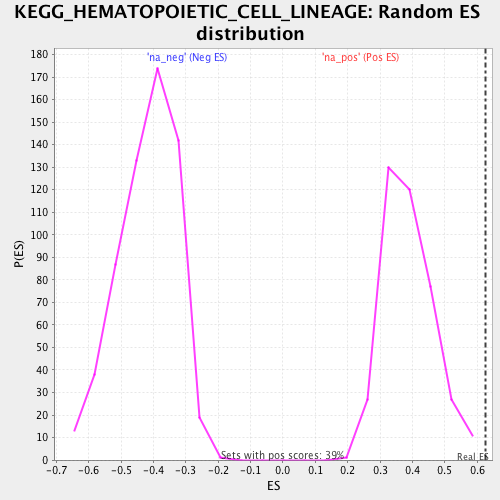 KEGG_HEMATOPOIETIC_CELL_LINEAGE: Random ES
distribution
'na_neg' (Neg ES) 'na_pos' (Pos ES)
180
170
160
150
140
130
120
110
100
90
80
70
60
50
40
30
20
10
0
P(ES)
Sets with pos scores: 39%
Real ES
-0.7 -0.6 -0.5 -0.4 -0.3 -0.2 -0.1 0.0 0.1 0.2 0.3 0.4 0.5 0.6
ES